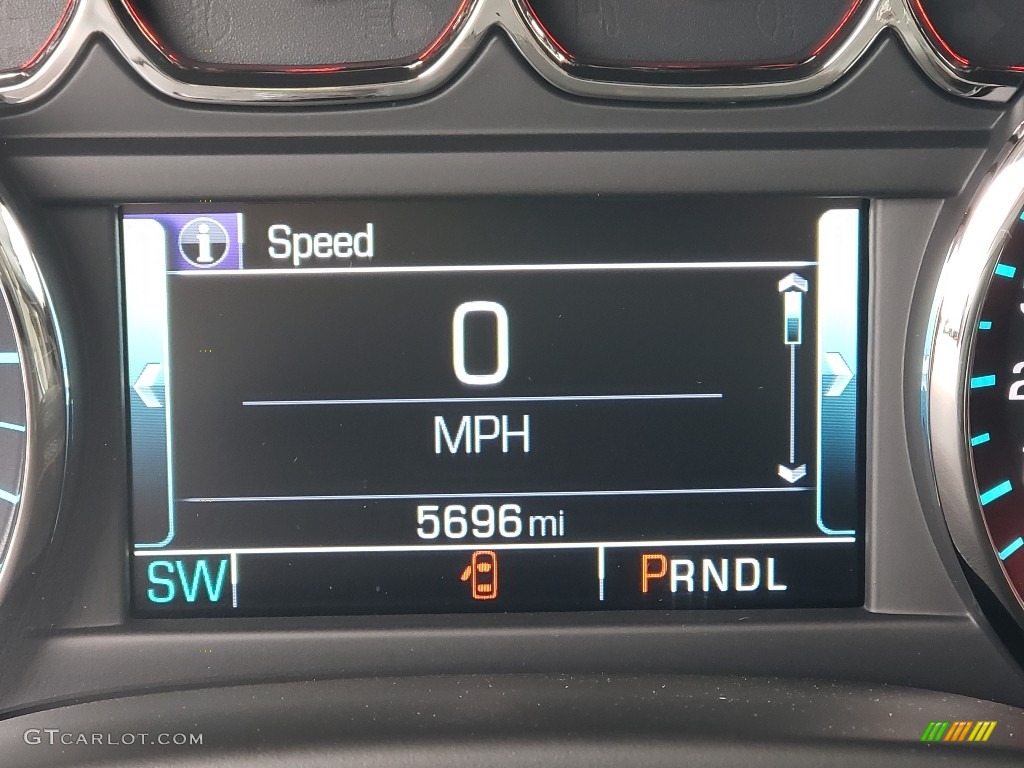 Speed
0
MPH
5696 mi
SW PRNDL
GTCARLOT.COM